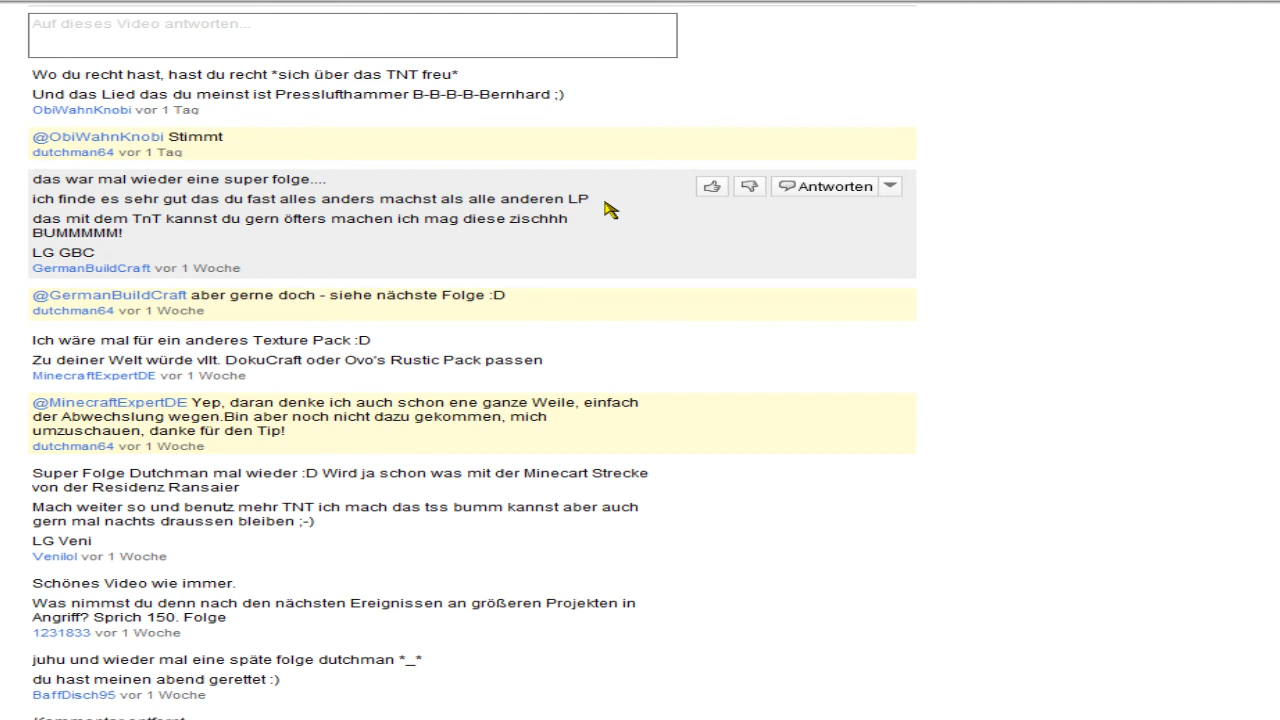 Auf dieses Video antworten...
Wo du recht hast, hast du recht *sich über das TNT freu*
Und das Lied das du meinst ist Presslufthammer B-B-B-B-Bernhard ;)
ObiWahnKnobi vor 1 Tag
@ObiWahnKnobi Stimmt
dutchman64 vor 1 Tag
das war mal wieder eine super folge....
ich finde es sehr gut das du fast alles anders machst als alle anderen LP
Antworten
das mit dem TnT kannst du gern öfters machen ich mag diese zischhh
BUMMMMM!
LG GBC
GermanBuildCraft vor 1 Woche
@GermanBuildCraft aber gerne doch - siehe nächste Folge :D
dutchman64 vor 1 Woche
Ich wäre mal für ein anderes Texture Pack :D
Zu deiner Welt würde vllt. DokuCraft oder Ovo's Rustic Pack passen
MinecraftExpertDE vor 1 Woche
@MinecraftExpertDE Yep, daran denke ich auch schon ene ganze Weile, einfach
der Abwechslung wegen.Bin aber noch nicht dazu gekommen, mich
umzuschauen, danke für den Tip!
dutchman64 vor 1 Woche
Super Folge Dutchman mal wieder :D Wird ja schon was mit der Minecart Strecke
von der Residenz Ransaier
Mach weiter so und benutz mehr TNT ich mach das tss bumm kannst aber auch
gern mal nachts draussen bleiben ;-)
LG Veni
Venilol vor 1 Woche
Schönes Video wie immer.
Was nimmst du denn nach den nächsten Ereignissen an größeren Projekten in
Angriff? Sprich 150. Folge
1231833 vor 1 Woche
juhu und wieder mal eine späte folge dutchman *_*
du hast meinen abend gerettet :)
BaffDisch95 vor 1 Woche